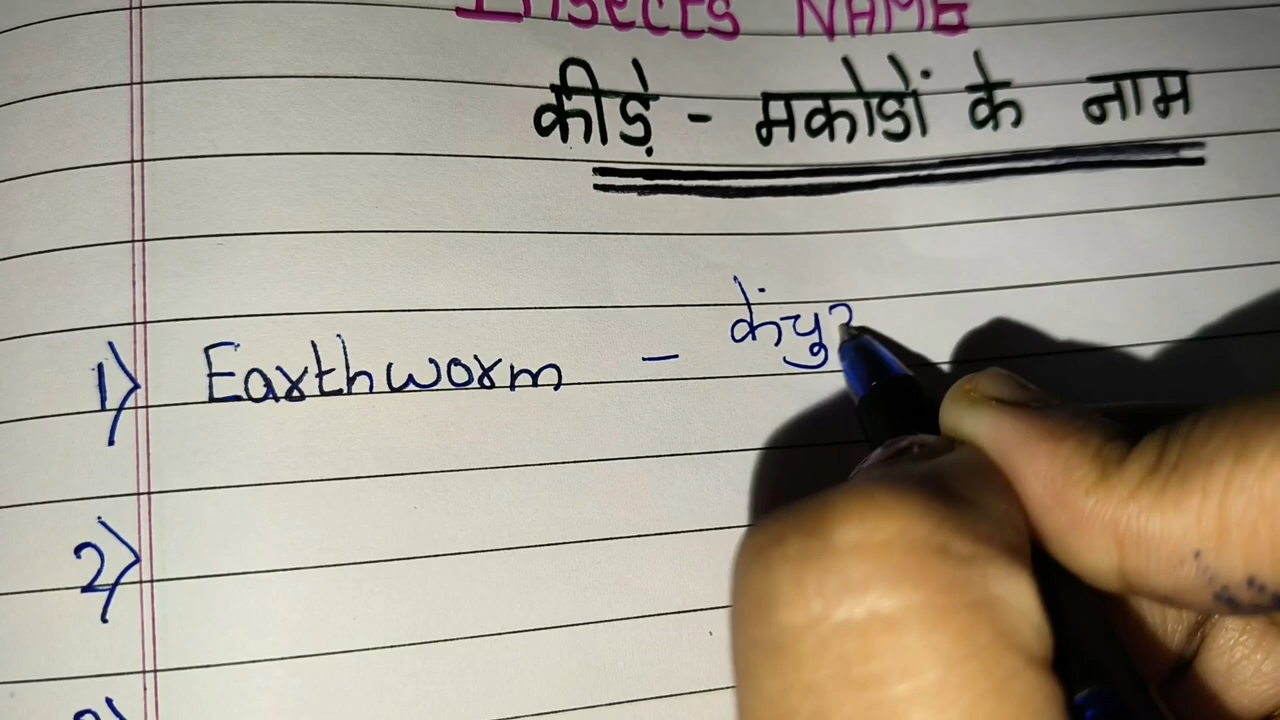 Insects NAME
कीड़े - मकोडों के नाम
1) Earthworm - केंचु
2)